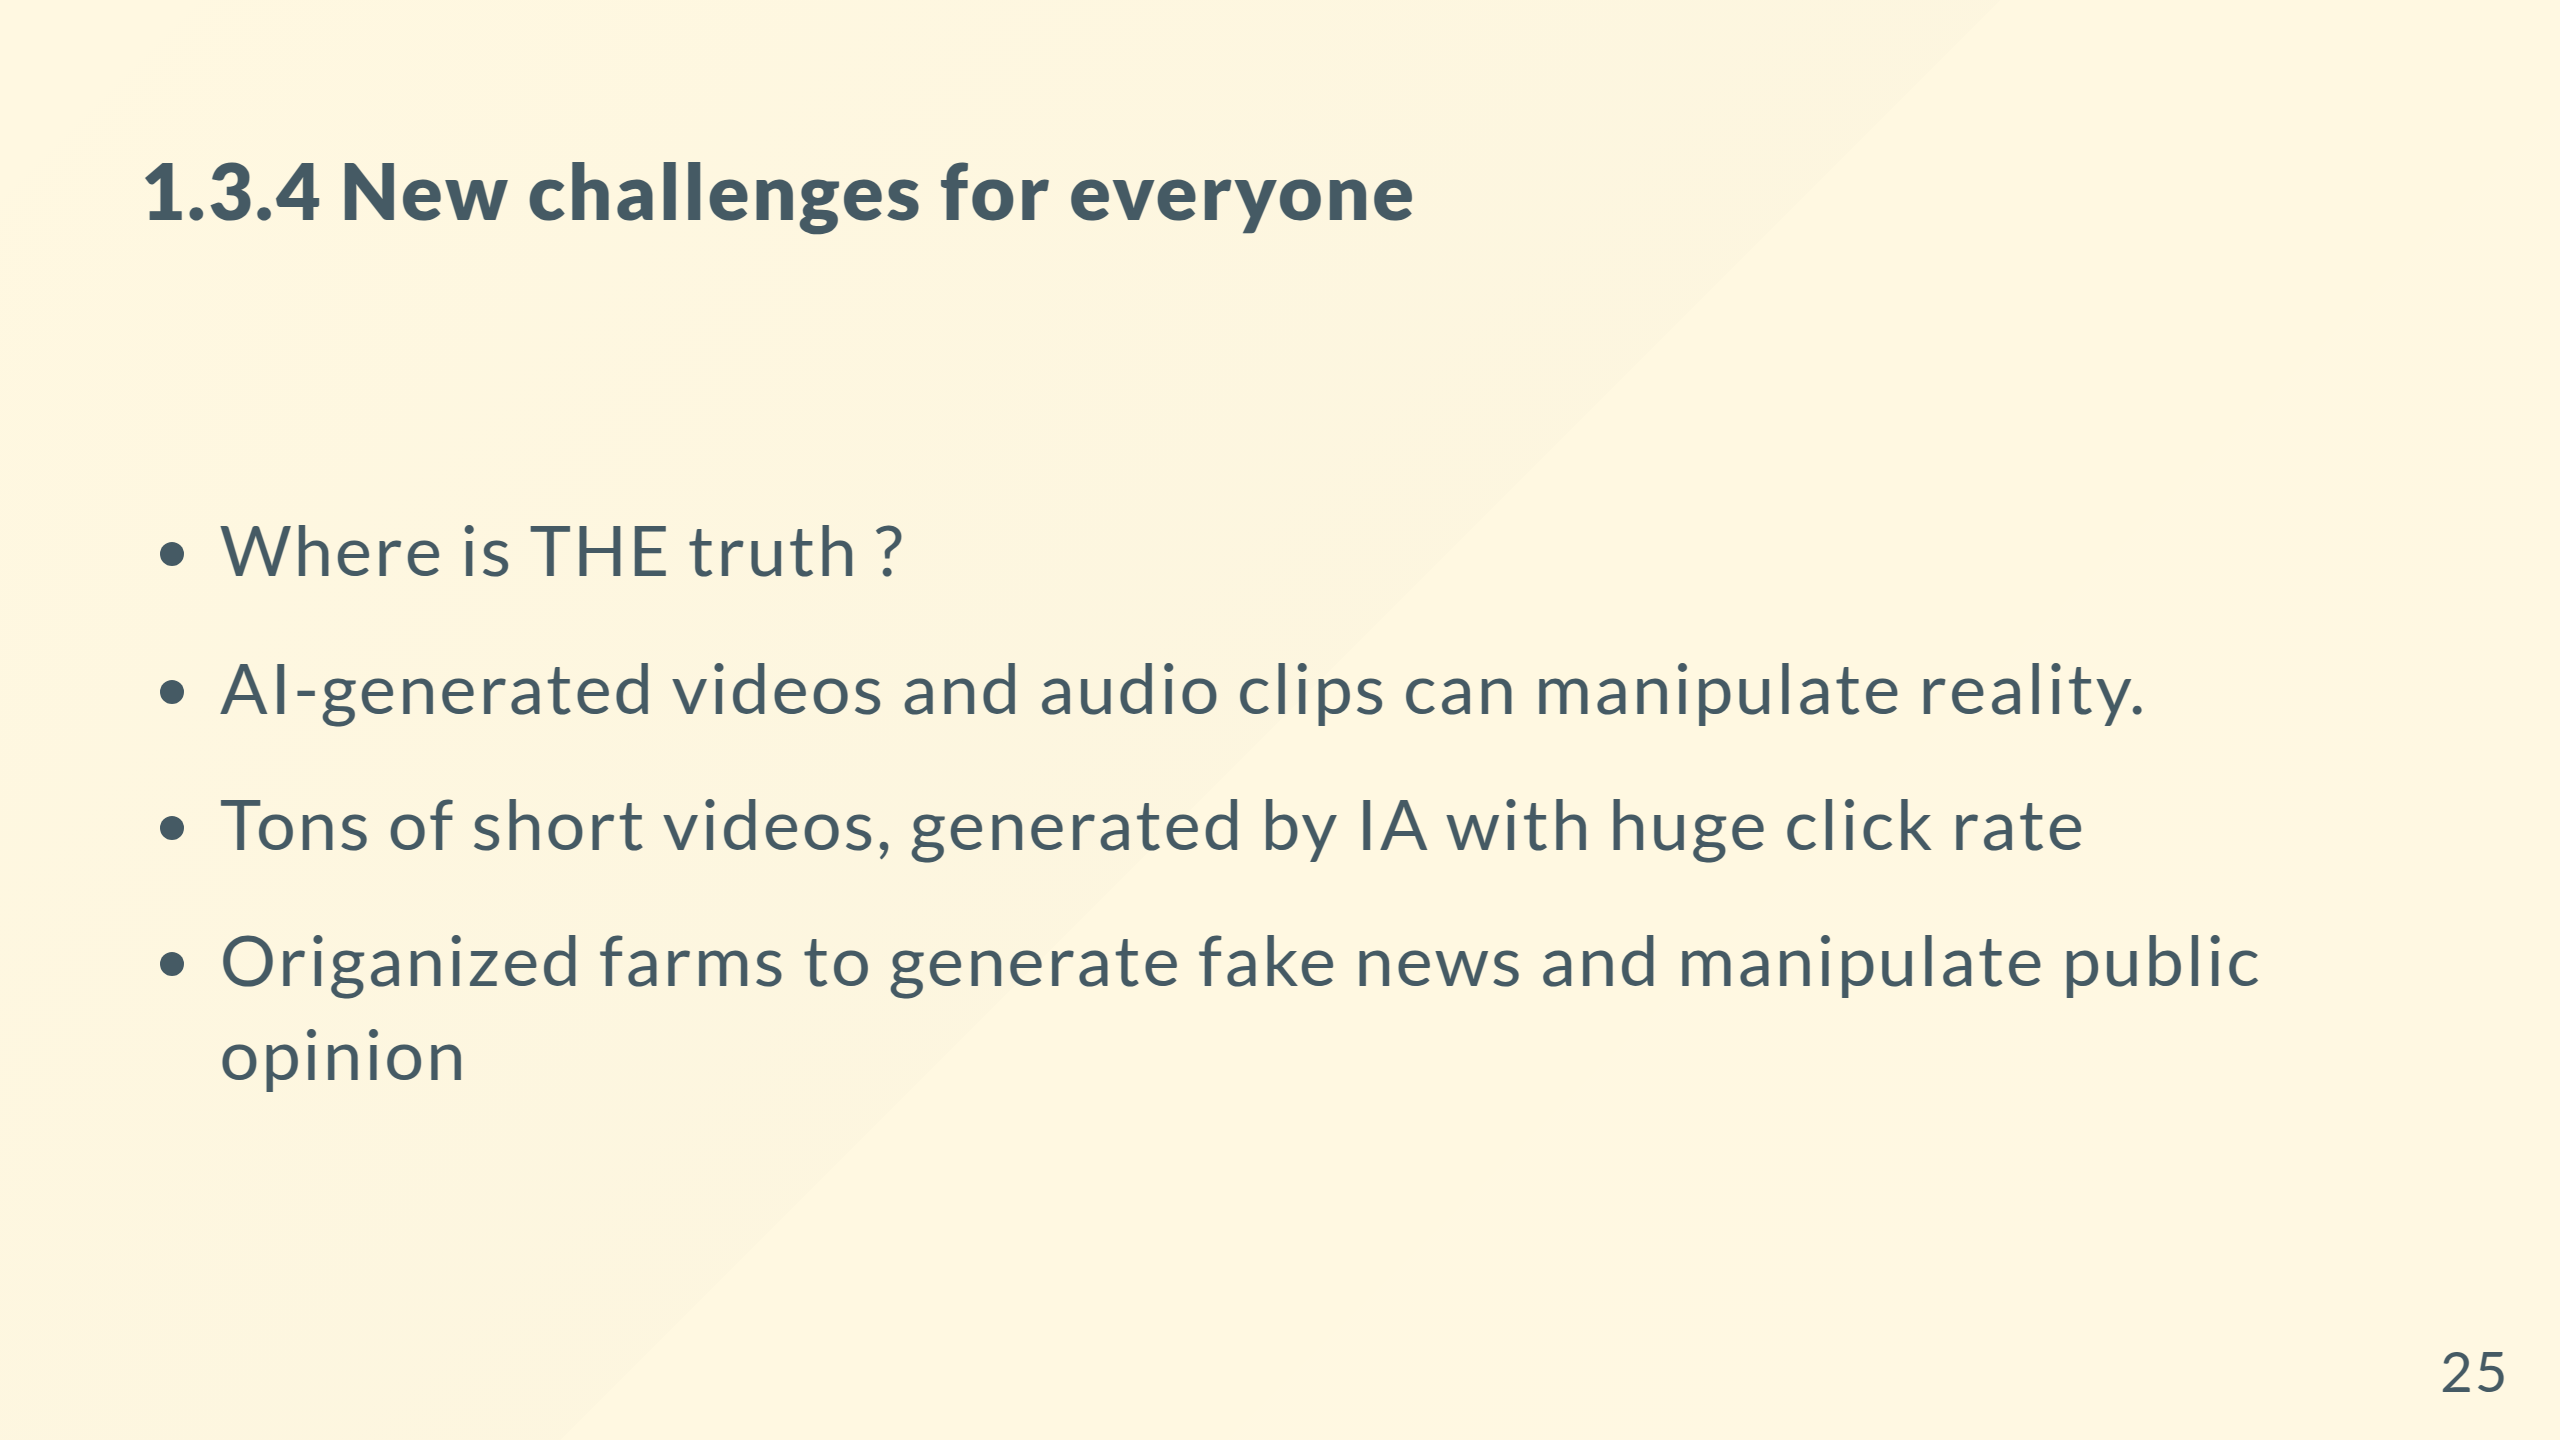 1.3.4 New challenges for everyone
• Where is THE truth ?
• AI-generated videos and audio clips can manipulate reality.
• Tons of short videos, generated by IA with huge click rate
• Origanized farms to generate fake news and manipulate public
opinion
25